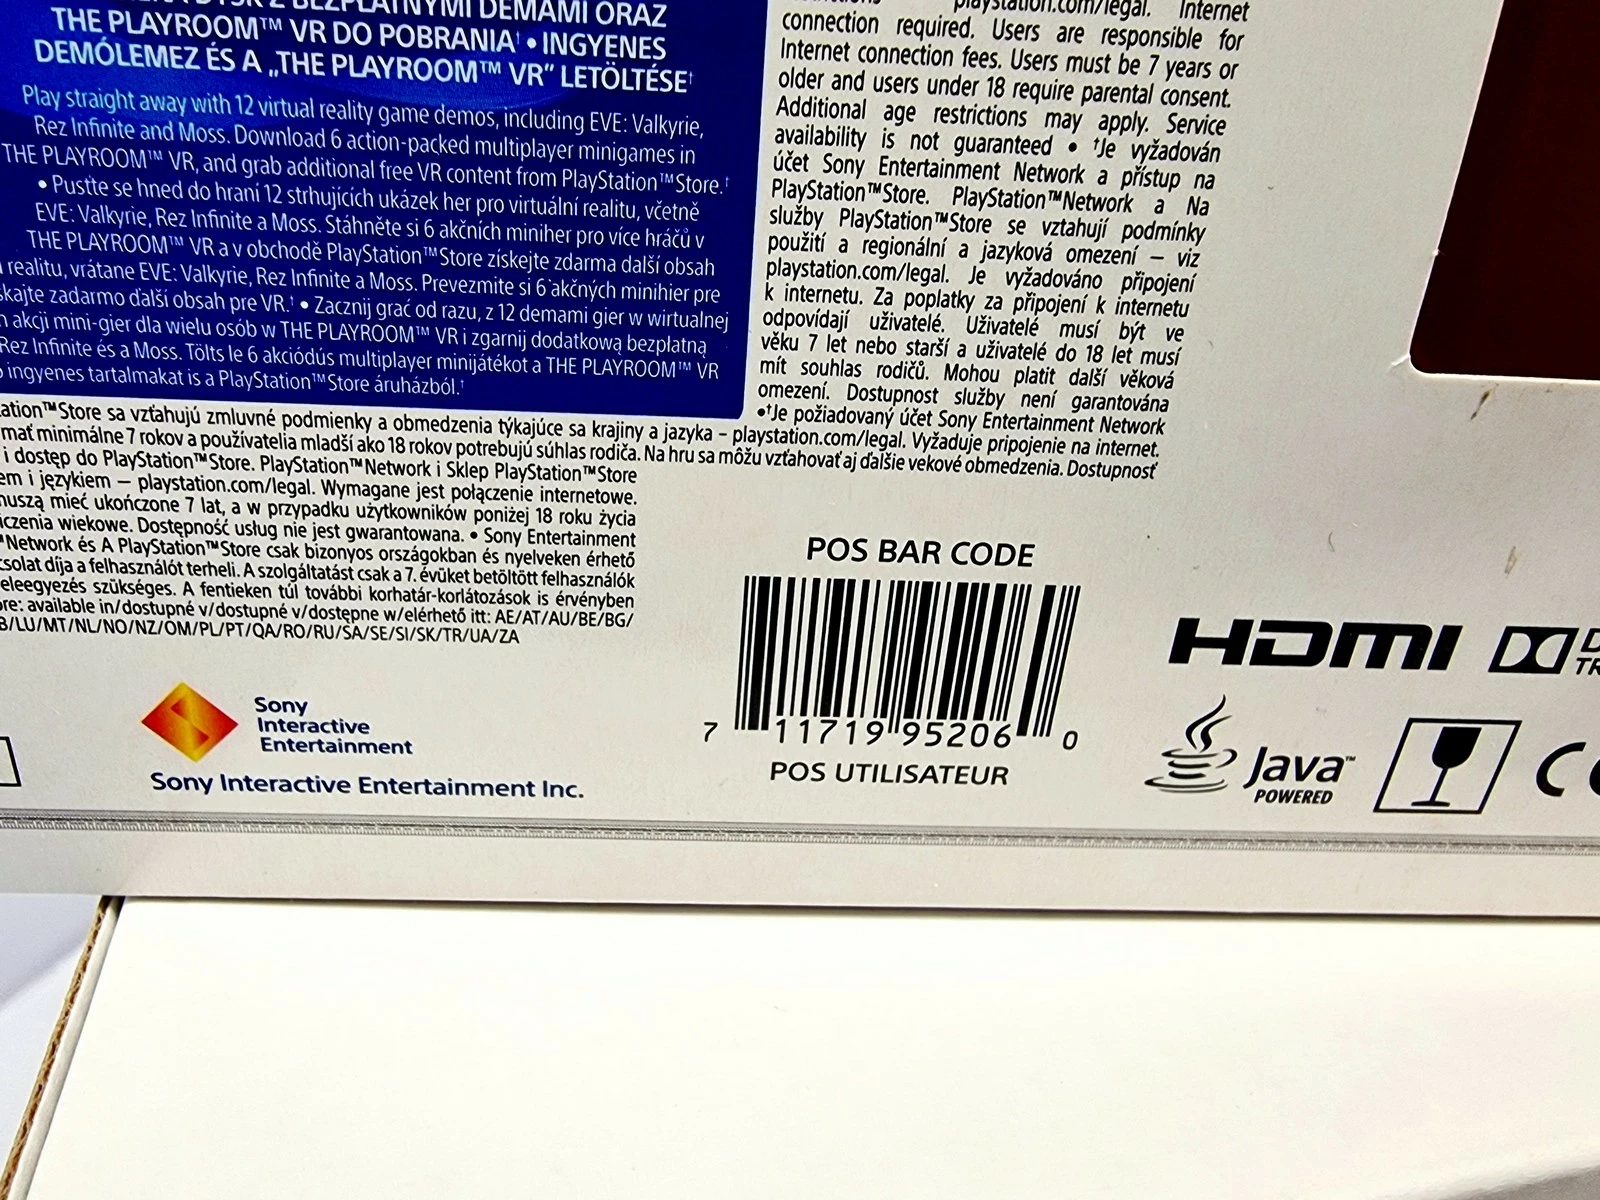 BEZPŁATNYMI DEMAMI ORAZ
THE PLAYROOM™ VR DO POBRANIA† • INGYENES
DEMÓLEMEZ ÉS A „THE PLAYROOM™ VR” LETÖLTÉSE†
Play straight away with 12 virtual reality game demos, including EVE: Valkyrie,
Rez Infinite and Moss. Download 6 action-packed multiplayer minigames in
THE PLAYROOM™ VR, and grab additional free VR content from PlayStation™Store.†
• Pusťte se hned do hraní 12 strhujících ukázek her pro virtuální realitu, včetně
EVE: Valkyrie, Rez Infinite a Moss. Stáhněte si 6 akčních miniher pro více hráčů v
THE PLAYROOM™ VR a v obchodě PlayStation™Store získejte zdarma další obsah
realitu, vrátane EVE: Valkyrie, Rez Infinite a Moss. Prevezmite si 6 akčných minihier pre
zadarmo ďalší obsah pre VR.† • Zacznij grać od razu, z 12 demami gier w wirtualnej
akcji mini-gier dla wielu osób w THE PLAYROOM™ VR i zgarnij dodatkową bezpłatną
Rez Infinite és a Moss. Tölts le 6 akciódús multiplayer minijátékot a THE PLAYROOM™ VR
ingyenes tartalmakat is a PlayStation™Store áruházból.†
playstation.com/legal. Internet
connection required. Users are responsible for
Internet connection fees. Users must be 7 years or
older and users under 18 require parental consent.
Additional age restrictions may apply. Service
availability is not guaranteed • †Je vyžadován
účet Sony Entertainment Network a přístup na
PlayStation™Store. PlayStation™Network a Na
služby PlayStation™Store se vztahují podmínky
použití a regionální a jazyková omezení – viz
playstation.com/legal. Je vyžadováno připojení
k internetu. Za poplatky za připojení k internetu
odpovídají uživatelé. Uživatelé musí být ve
věku 7 let nebo starší a uživatelé do 18 let musí
mít souhlas rodičů. Mohou platit další věková
omezení. Dostupnost služby není garantována
•†Je požiadovaný účet Sony Entertainment Network
ation™Store sa vzťahujú zmluvné podmienky a obmedzenia týkajúce sa krajiny a jazyka – playstation.com/legal. Vyžaduje pripojenie na internet.
mať minimálne 7 rokov a používatelia mladší ako 18 rokov potrebujú súhlas rodiča. Na hru sa môžu vzťahovať aj ďalšie vekové obmedzenia. Dostupnosť
i dostęp do PlayStation™Store. PlayStation™Network i Sklep PlayStation™Store
em i językiem – playstation.com/legal. Wymagane jest połączenie internetowe.
muszą mieć ukończone 7 lat, a w przypadku użytkowników poniżej 18 roku życia
iczenia wiekowe. Dostępność usług nie jest gwarantowana. • Sony Entertainment
™Network és A PlayStation™Store csak bizonyos országokban és nyelveken érhető
csolat díja a felhasználót terheli. A szolgáltatást csak a 7. évüket betöltött felhasználók
eleegyezés szükséges. A fentieken túl további korhatár-korlátozások is érvényben
ore: available in/dostupné v/dostupné v/dostępne w/elérhető itt: AE/AT/AU/BE/BG/
B/LU/MT/NL/NO/NZ/OM/PL/PT/QA/RO/RU/SA/SE/SI/SK/TR/UA/ZA
POS BAR CODE
7 11719 95206 0
POS UTILISATEUR
Sony
Interactive
Entertainment
Sony Interactive Entertainment Inc.
HDMI
Java™
POWERED
CE